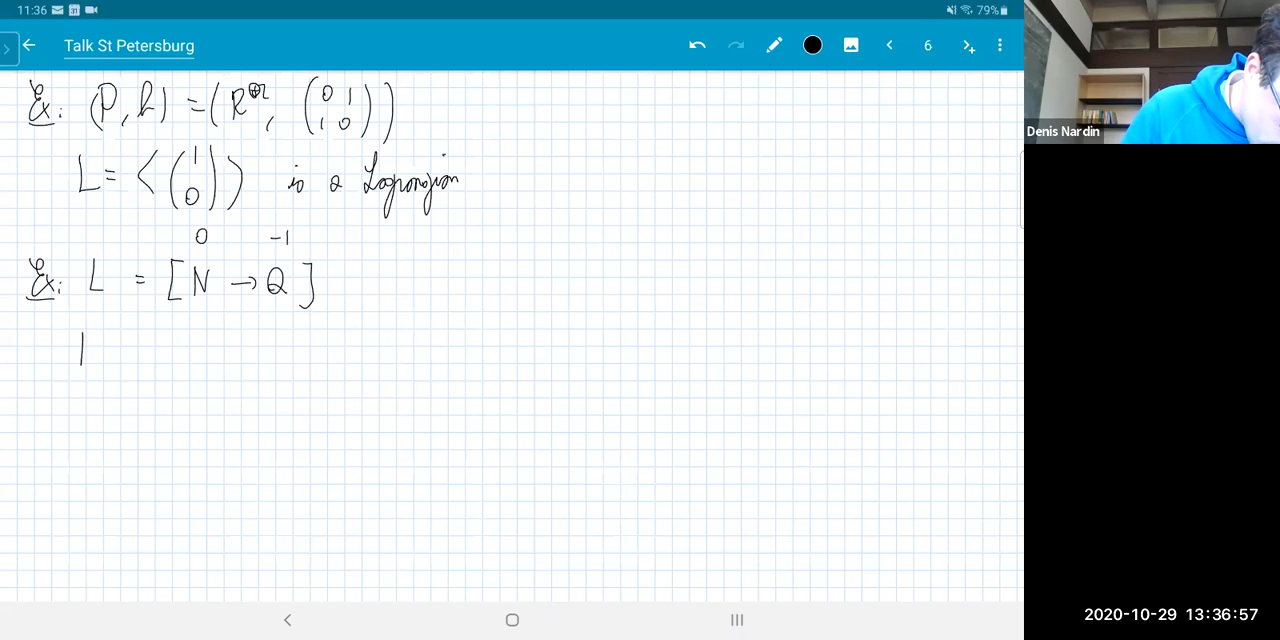 11:36 31 79%
Talk St Petersburg 6
Ex: (P, h) = (R^{⊕2}, (0 1
1 0))
L = <(1
0)> is a Lagrangian
0 -1
Ex: L = [N → Q]
Denis Nardin
2020-10-29 13:36:57